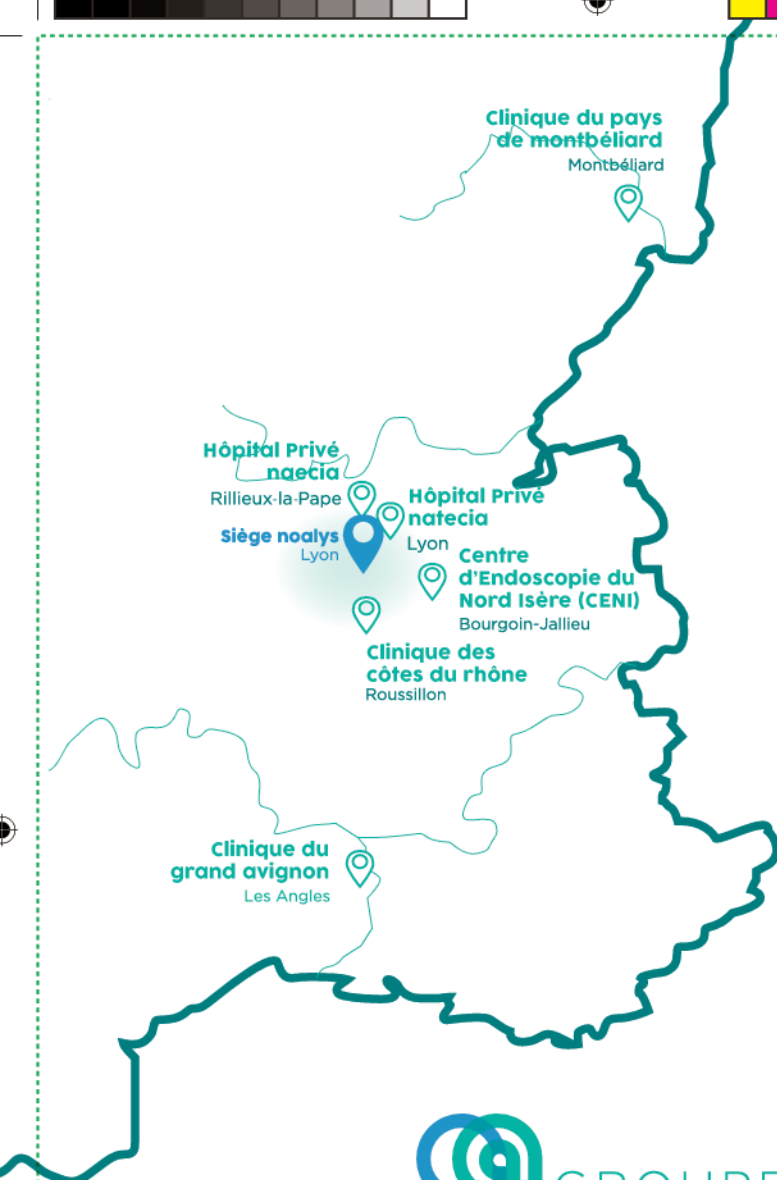 Clinique du pays
de montbéliard
Montbéliard
Hôpital Privé
naecia
Rillieux-la-Pape
Hôpital Privé
natecia
Lyon
Siège noalys
Lyon
Centre
d'Endoscopie du
Nord Isère (CENI)
Bourgoin-Jallieu
Clinique des
côtes du rhône
Roussillon
Clinique du
grand avignon
Les Angles
GROUPE